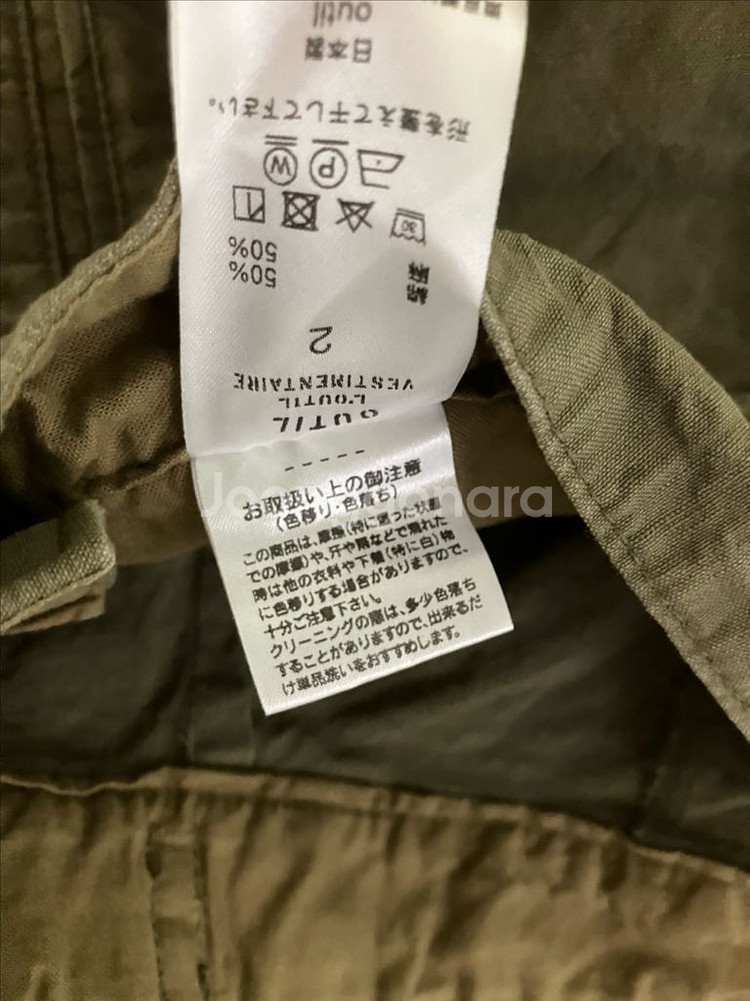 OUTIL
L'OUTIL
VESTIMENTAIRE
2
綿 50%
麻 50%
30
W P
形を整えて干して下さい。
日本製
outil
お取扱い上の御注意
(色移り・色落ち)
この商品は、摩擦(特に湿った状態
での摩擦)や、汗や雨などで濡れた
時は他の衣料や下着(特に白)物
に色移りする場合がありますので、
十分ご注意下さい。
クリーニングの際は、多少色落ち
することがありますので、出来るだ
け単品洗いをおすすめします。